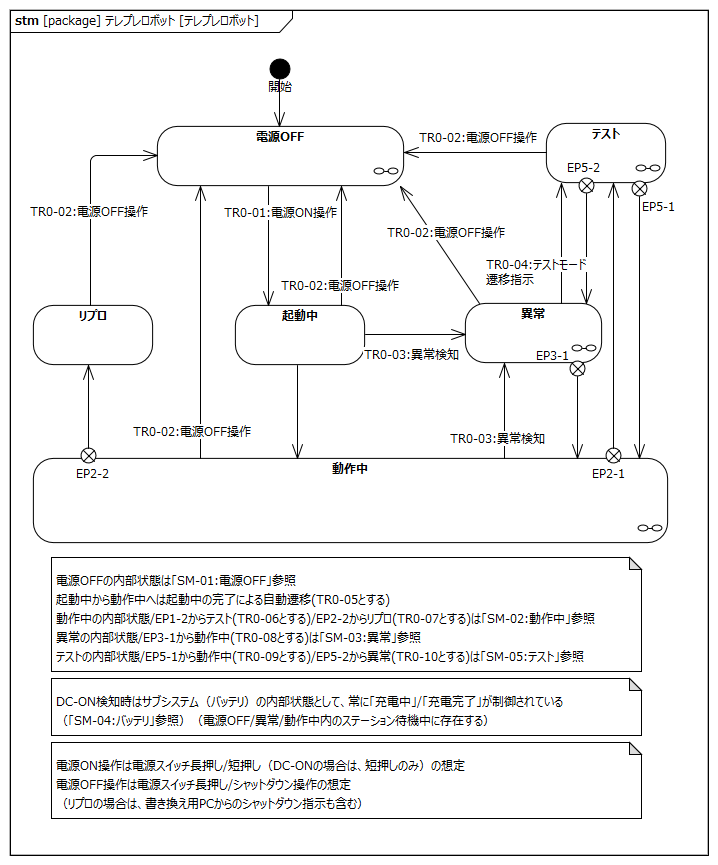 stm [package] テレプレロボット [テレプレロボット]
開始
電源OFF
テスト
TR0-02:電源OFF操作
EP5-2
EP5-1
TR0-02:電源OFF操作
TR0-01:電源ON操作
TR0-02:電源OFF操作
TR0-04:テストモード
遷移指示
TR0-02:電源OFF操作
リプロ
起動中
異常
EP3-1
TR0-03:異常検知
TR0-02:電源OFF操作
TR0-03:異常検知
EP2-2
動作中
EP2-1
電源OFFの内部状態は「SM-01:電源OFF」参照
起動中から動作中へは起動中の完了による自動遷移(TR0-05とする)
動作中の内部状態/EP1-2からテスト(TR0-06とする)/EP2-2からリプロ(TR0-07とする)は「SM-02:動作中」参照
異常の内部状態/EP3-1から動作中(TR0-08とする)は「SM-03:異常」参照
テストの内部状態/EP5-1から動作中(TR0-09とする)/EP5-2から異常(TR0-10とする)は「SM-05:テスト」参照
DC-ON検知時はサブシステム（バッテリ）の内部状態として、常に「充電中」/「充電完了」が制御されている
（「SM-04:バッテリ」参照）（電源OFF/異常/動作中内のステーション待機中に存在する）
電源ON操作は電源スイッチ長押し/短押し（DC-ONの場合は、短押しのみ）の想定
電源OFF操作は電源スイッチ長押し/シャットダウン操作の想定
（リプロの場合は、書き換え用PCからのシャットダウン指示も含む）